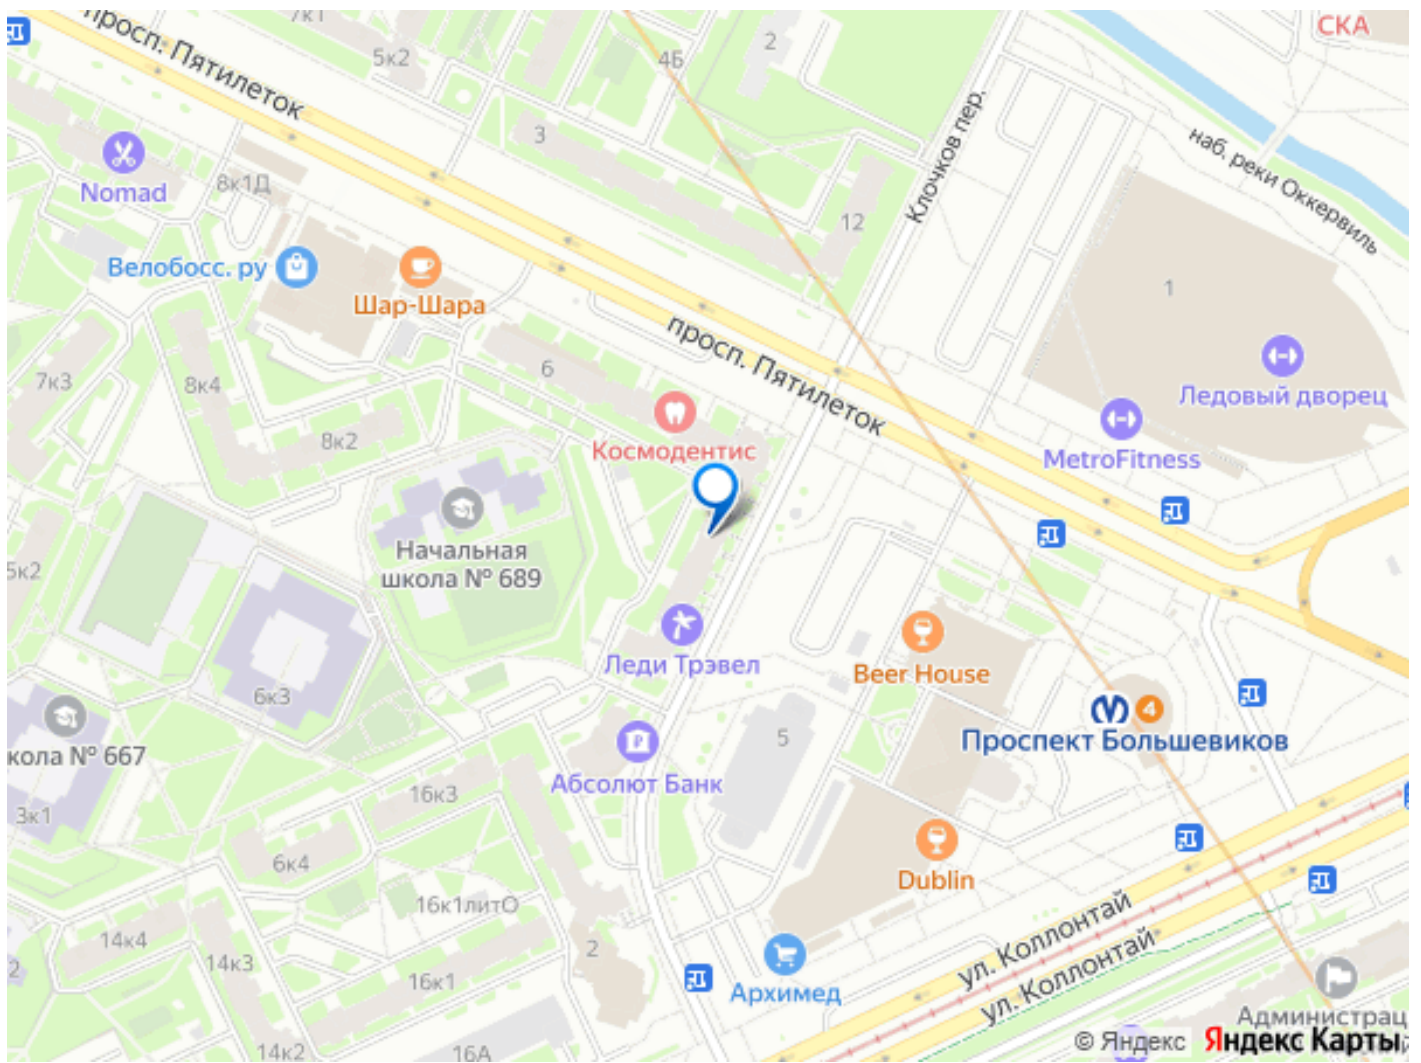 7к1
СКА
просп. Пятилеток
5к2
4Б
2
3
Клочков пер.
наб. реки Оккервиль
Nomad
8к1Д
12
Велобосс. ру
Шар-Шара
1
просп. Пятилеток
7к3
8к4
6
Ледовый дворец
8к2
Космодентис
MetroFitness
Начальная
школа № 689
5к2
Леди Трэвел
Beer House
6к3
4
Проспект Большевиков
5
кола № 667
Абсолют Банк
3к1
16к3
6к4
Dublin
16к1литО
14к4
14к3
2
2
16к1
Архимед
ул. Коллонтай
ул. Коллонтай
Администрац
14к2
16А
© Яндекс Яндекс Карты